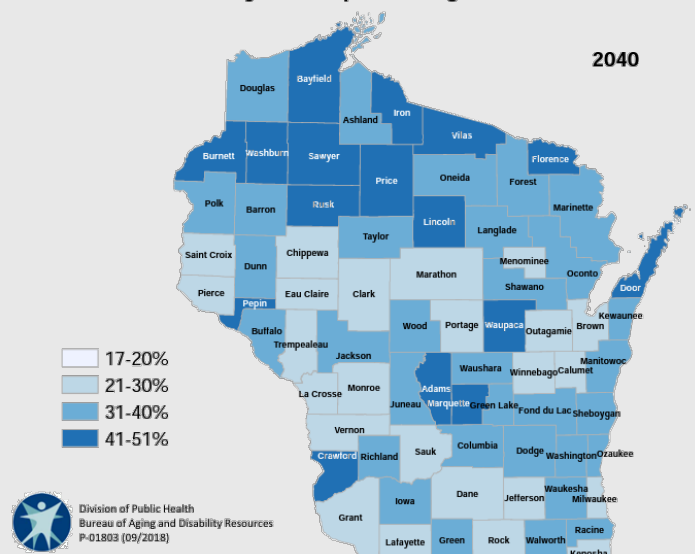 2040
Douglas
Bayfield
Ashland
Iron
Vilas
Burnett
Washburn
Sawyer
Price
Oneida
Florence
Forest
Marinette
Polk
Barron
Rusk
Lincoln
Taylor
Langlade
Saint Croix
Dunn
Chippewa
Marathon
Menominee
Oconto
Shawano
Door
Pierce
Pepin
Eau Claire
Clark
Buffalo
Trempealeau
Wood
Portage
Waupaca
Outagamie
Brown
Kewaunee
Jackson
Waushara
Winnebago
Calumet
Manitowoc
La Crosse
Monroe
Juneau
Adams
Marquette
Green Lake
Fond du Lac
Sheboygan
Vernon
Crawford
Richland
Sauk
Columbia
Dodge
Washington
Ozaukee
Grant
Iowa
Dane
Jefferson
Waukesha
Milwaukee
Lafayette
Green
Rock
Walworth
Racine
Kenosha
17-20%
21-30%
31-40%
41-51%
Division of Public Health
Bureau of Aging and Disability Resources
P-01803 (09/2018)